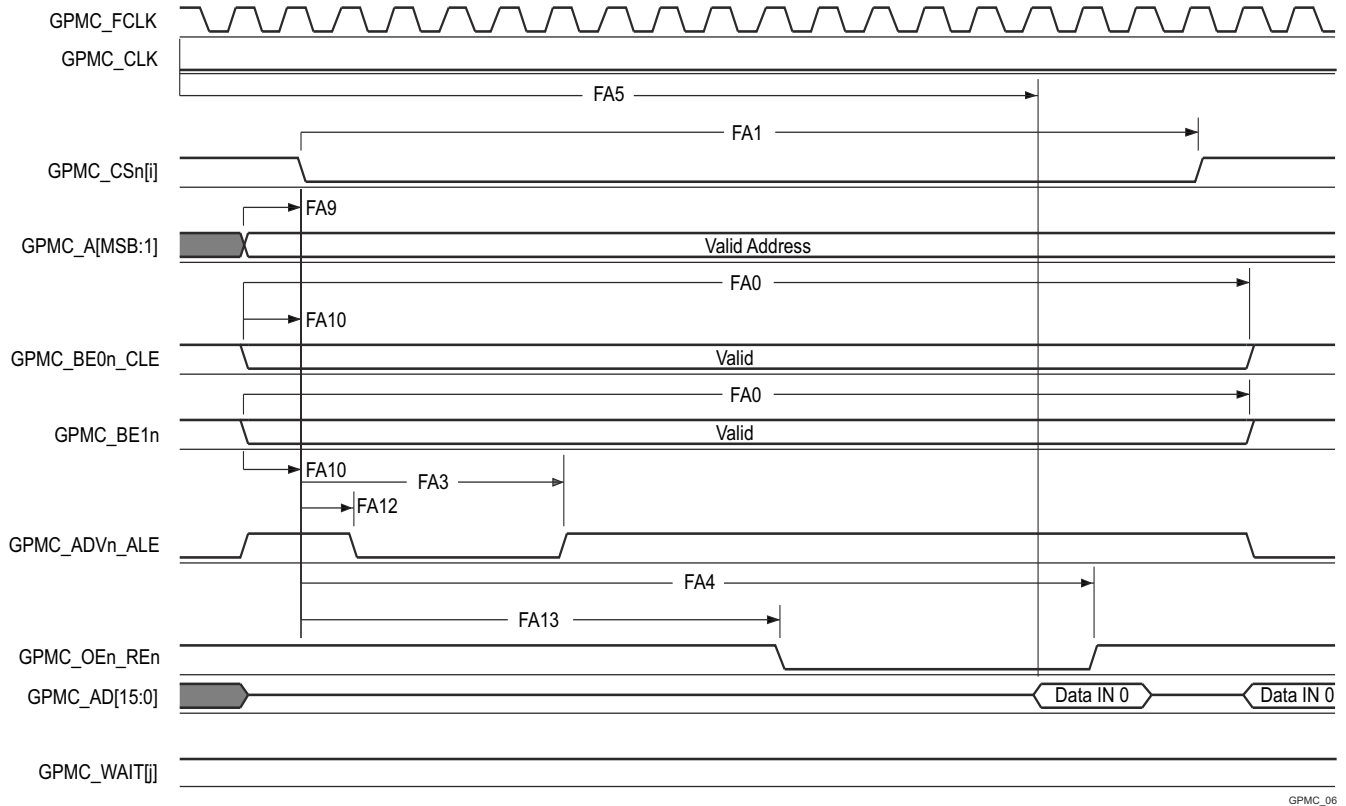 GPMC_FCLK
GPMC_CLK
FA5
FA1
GPMC_CSn[i]
FA9
GPMC_A[MSB:1]
Valid Address
FA0
FA10
GPMC_BE0n_CLE
Valid
FA0
GPMC_BE1n
Valid
FA10
FA3
FA12
GPMC_ADVn_ALE
FA4
FA13
GPMC_OEn_REn
GPMC_AD[15:0]
Data IN 0
Data IN 0
GPMC_WAIT[j]
GPMC_06